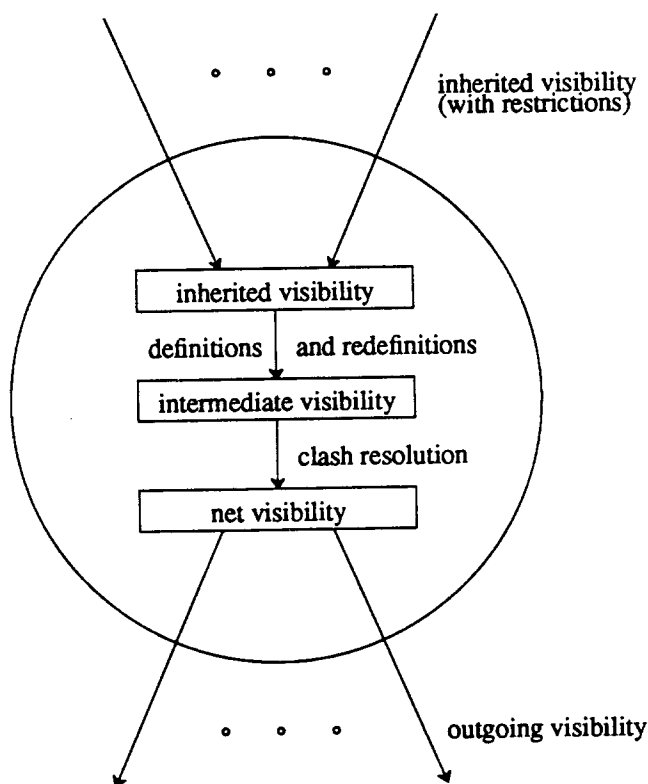 inherited visibility
(with restrictions)
inherited visibility
definitions and redefinitions
intermediate visibility
clash resolution
net visibility
outgoing visibility